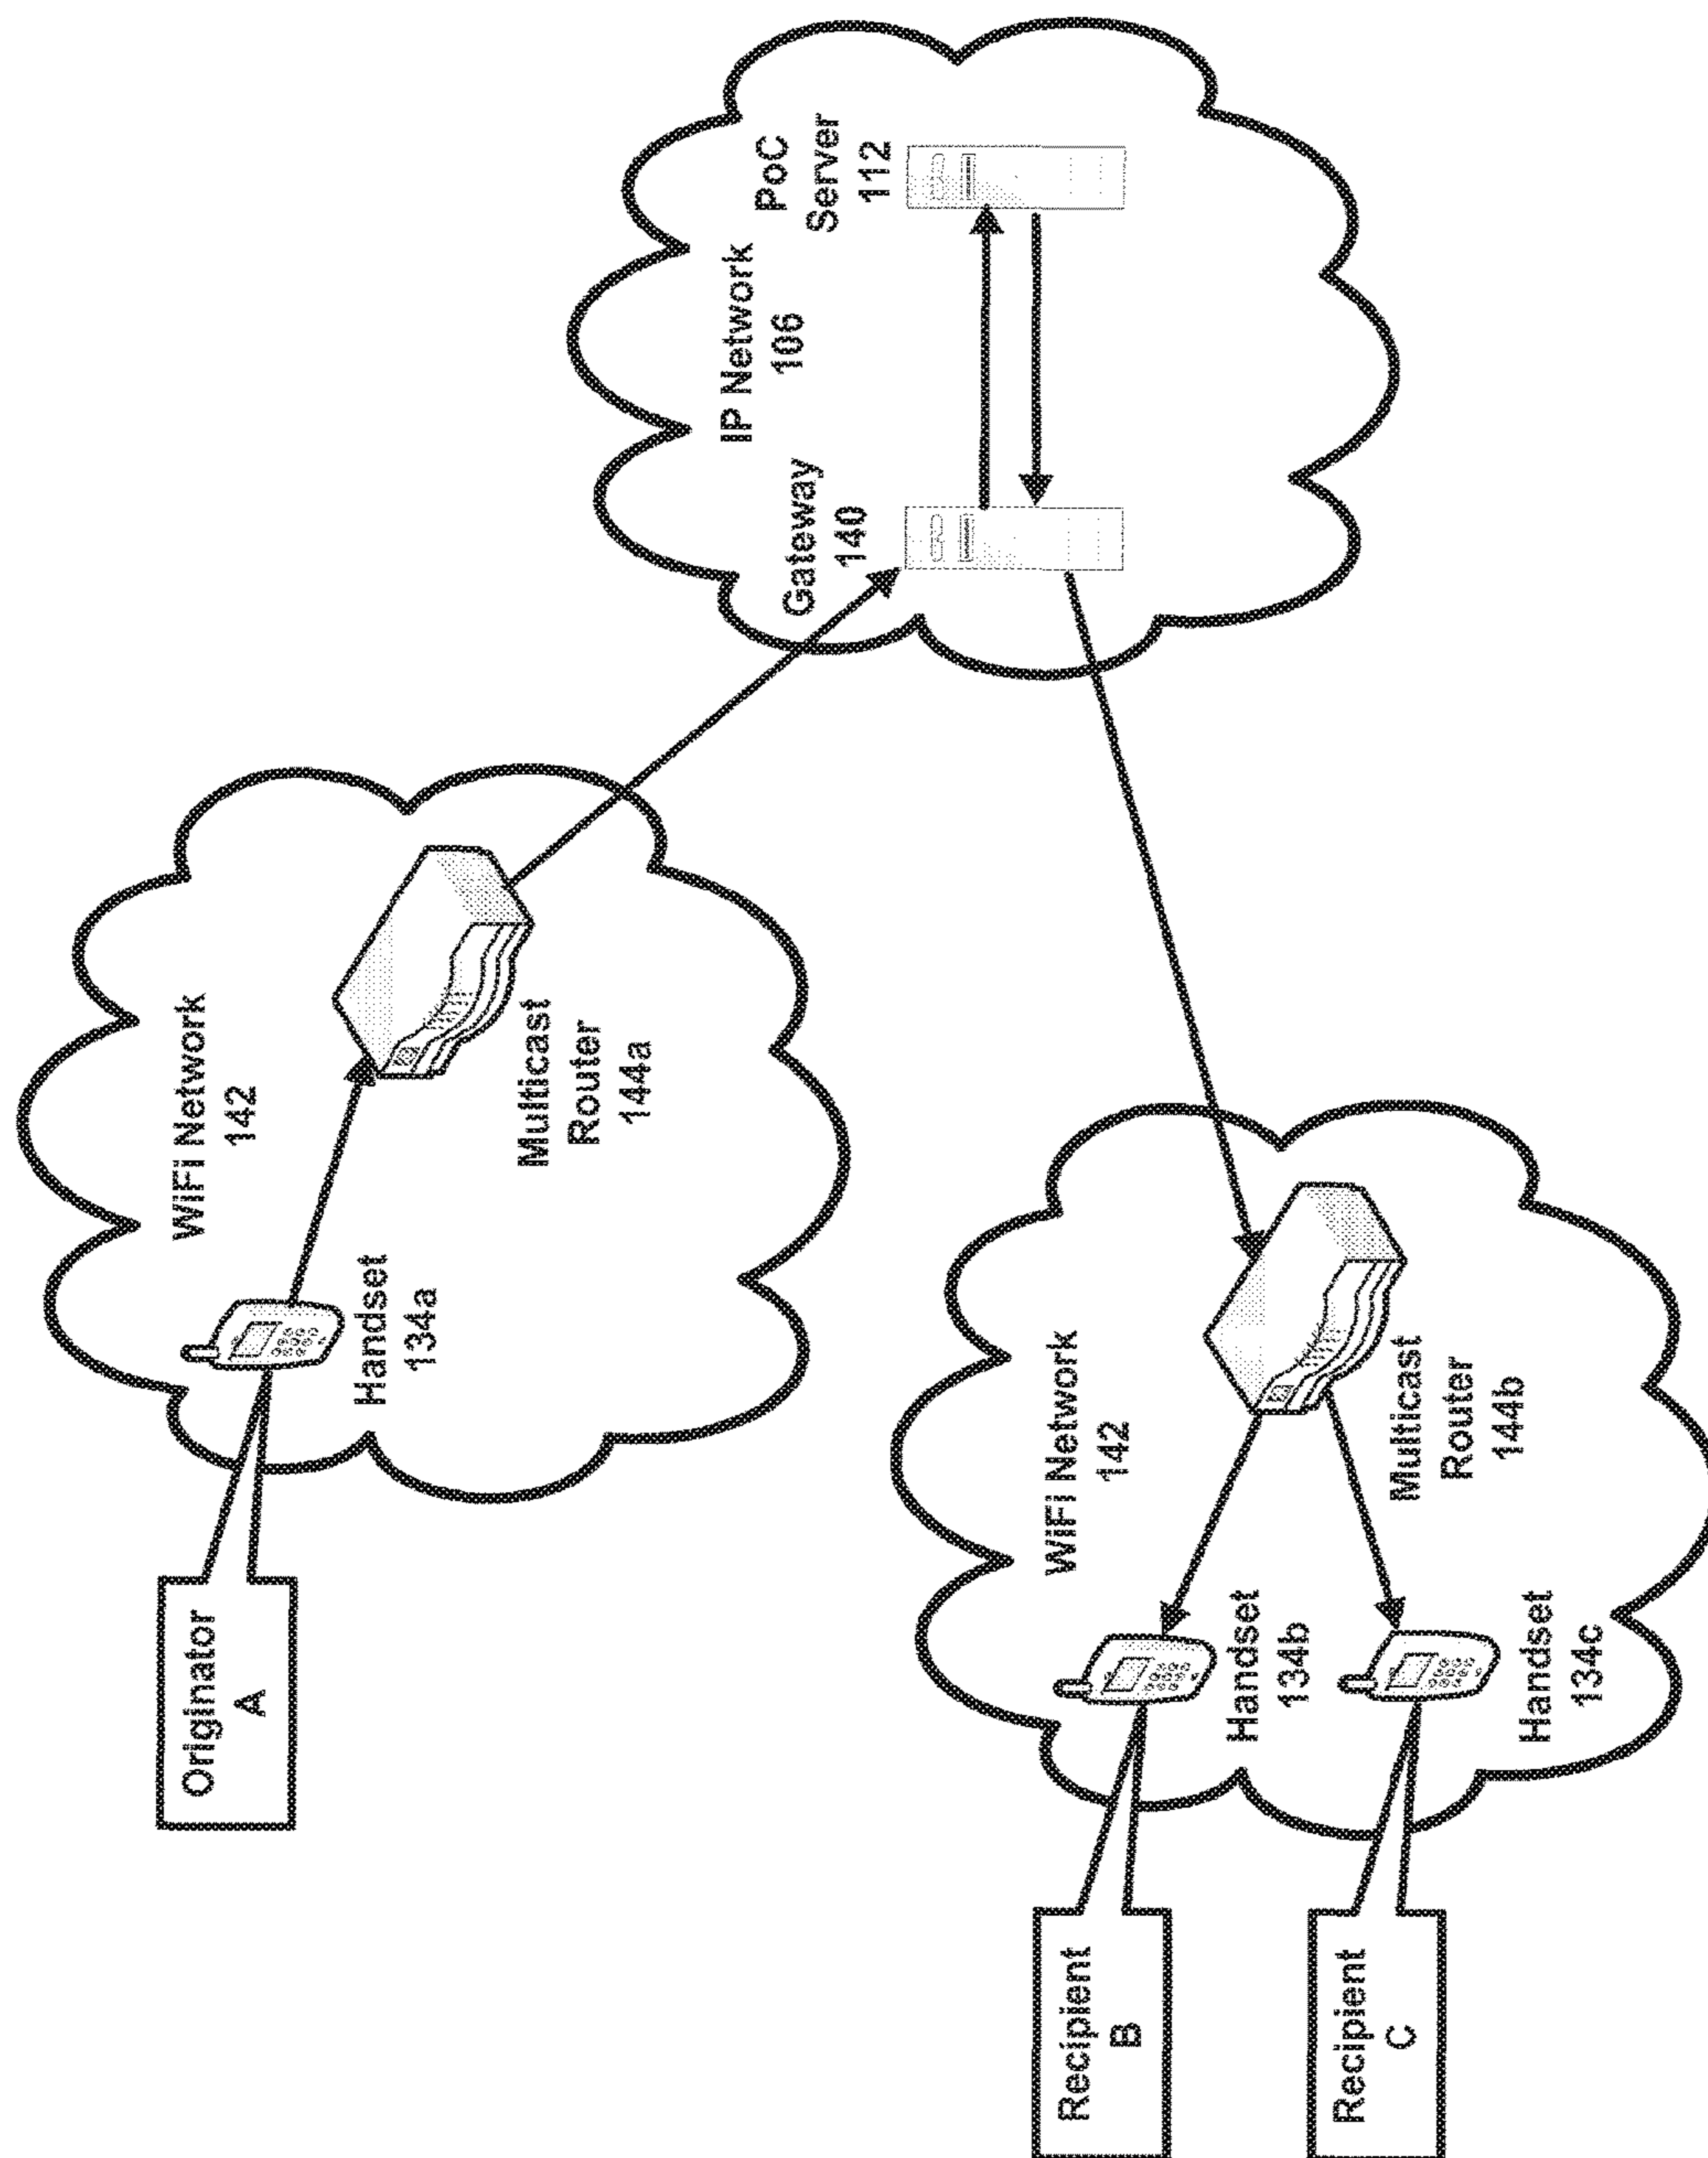 Originator
A
Handset
134a
WiFi Network
142
Multicast
Router
144a
Gateway
140
IP Network
106
PoC
Server
112
Recipient
B
Recipient
C
Handset
134b
Handset
134c
WiFi Network
142
Multicast
Router
144b